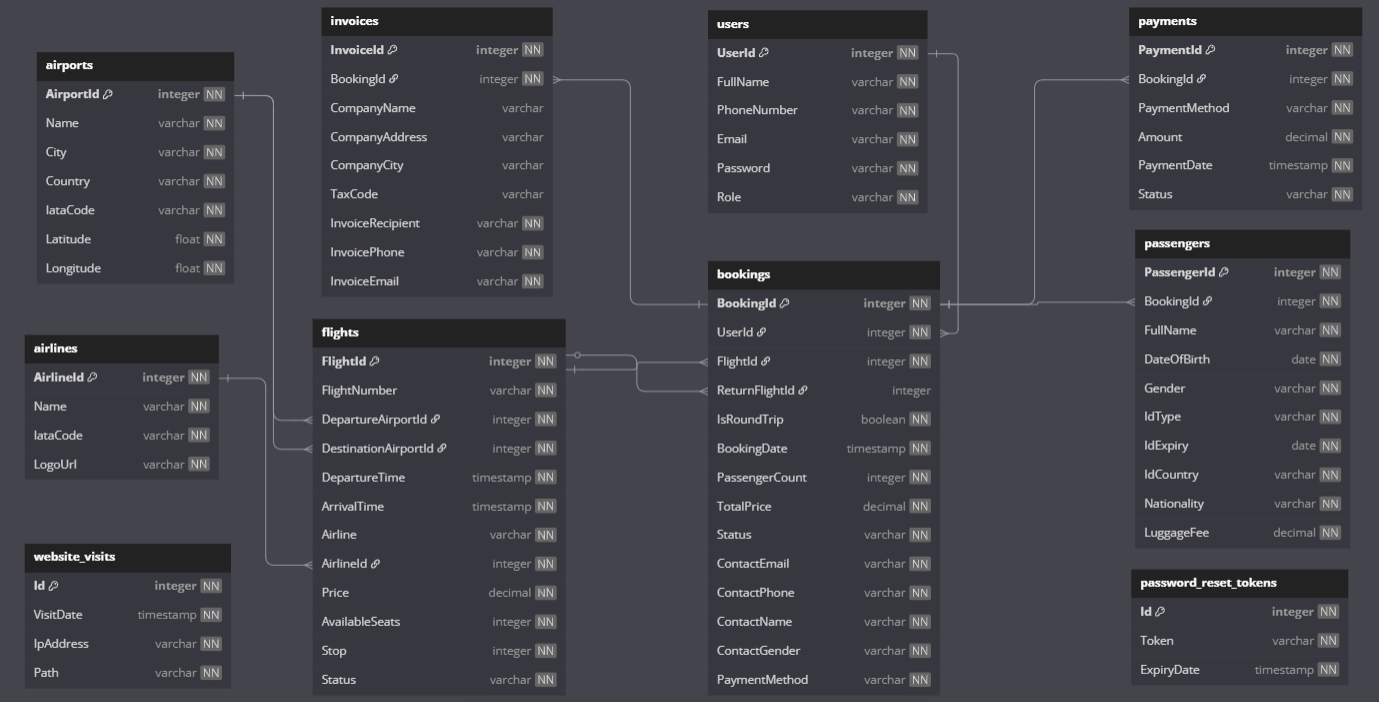 airports
AirportId integer NN
Name varchar NN
City varchar NN
Country varchar NN
IataCode varchar NN
Latitude float NN
Longitude float NN
airlines
AirlineId integer NN
Name varchar NN
IataCode varchar NN
LogoUrl varchar NN
website_visits
Id integer NN
VisitDate timestamp NN
IpAddress varchar NN
Path varchar NN
invoices
InvoiceId integer NN
BookingId integer NN
CompanyName varchar
CompanyAddress varchar
CompanyCity varchar
TaxCode varchar
InvoiceRecipient varchar NN
InvoicePhone varchar NN
InvoiceEmail varchar NN
flights
FlightId integer NN
FlightNumber varchar NN
DepartureAirportId integer NN
DestinationAirportId integer NN
DepartureTime timestamp NN
ArrivalTime timestamp NN
Airline varchar NN
AirlineId integer NN
Price decimal NN
AvailableSeats integer NN
Stop integer NN
Status varchar NN
users
UserId integer NN
FullName varchar NN
PhoneNumber varchar NN
Email varchar NN
Password varchar NN
Role varchar NN
bookings
BookingId integer NN
UserId integer NN
FlightId integer NN
ReturnFlightId integer
IsRoundTrip boolean NN
BookingDate timestamp NN
PassengerCount integer NN
TotalPrice decimal NN
Status varchar NN
ContactEmail varchar NN
ContactPhone varchar NN
ContactName varchar NN
ContactGender varchar NN
PaymentMethod varchar NN
payments
PaymentId integer NN
BookingId integer NN
PaymentMethod varchar NN
Amount decimal NN
PaymentDate timestamp NN
Status varchar NN
passengers
PassengerId integer NN
BookingId integer NN
FullName varchar NN
DateOfBirth date NN
Gender varchar NN
IdType varchar NN
IdExpiry date NN
IdCountry varchar NN
Nationality varchar NN
LuggageFee decimal NN
password_reset_tokens
Id integer NN
Token varchar NN
ExpiryDate timestamp NN